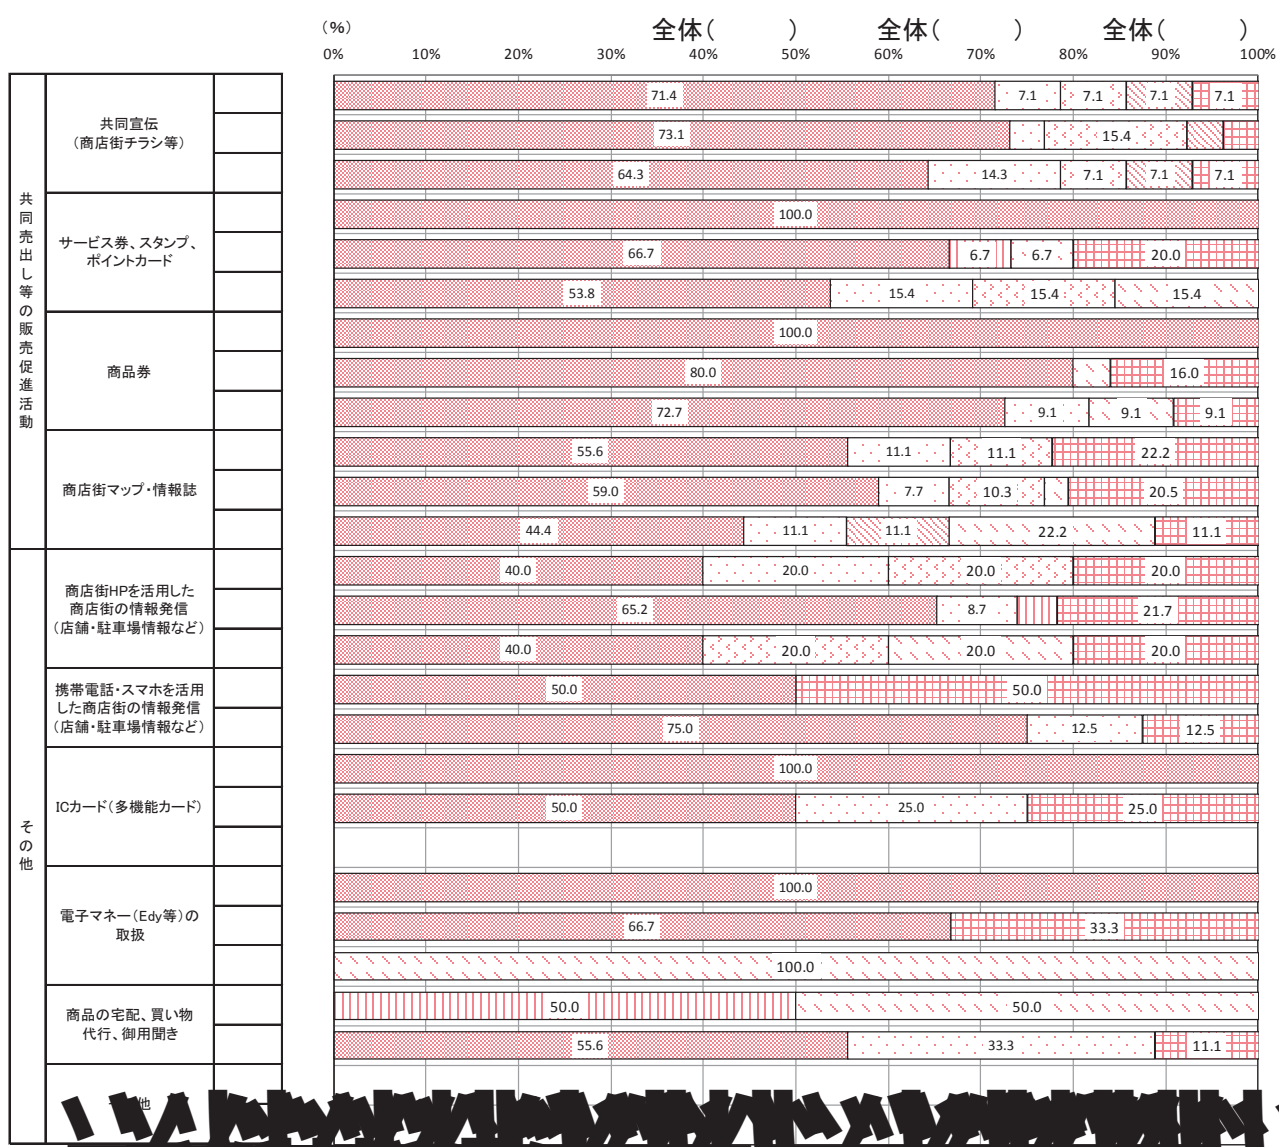 (%) 全体( ) 全体( ) 全体( )
0% 10% 20% 30% 40% 50% 60% 70% 80% 90% 100%
共同売出し等の販売促進活動
共同宣伝
(商店街チラシ等)
71.4 7.1 7.1 7.1 7.1
73.1 15.4
64.3 14.3 7.1 7.1 7.1
サービス券、スタンプ、
ポイントカード
100.0
66.7 6.7 6.7 20.0
53.8 15.4 15.4 15.4
商品券
100.0
80.0 16.0
72.7 9.1 9.1 9.1
商店街マップ・情報誌
55.6 11.1 11.1 22.2
59.0 7.7 10.3 20.5
44.4 11.1 11.1 22.2 11.1
その他
商店街HPを活用した
商店街の情報発信
(店舗・駐車場情報など)
40.0 20.0 20.0 20.0
65.2 8.7 21.7
40.0 20.0 20.0 20.0
携帯電話・スマホを活用
した商店街の情報発信
(店舗・駐車場情報など)
50.0 50.0
75.0 12.5 12.5
ICカード(多機能カード)
100.0
50.0 25.0 25.0
電子マネー(Edy等)の
取扱
100.0
66.7 33.3
100.0
商品の宅配、買い物
代行、御用聞き
50.0 50.0
55.6 33.3 11.1
他